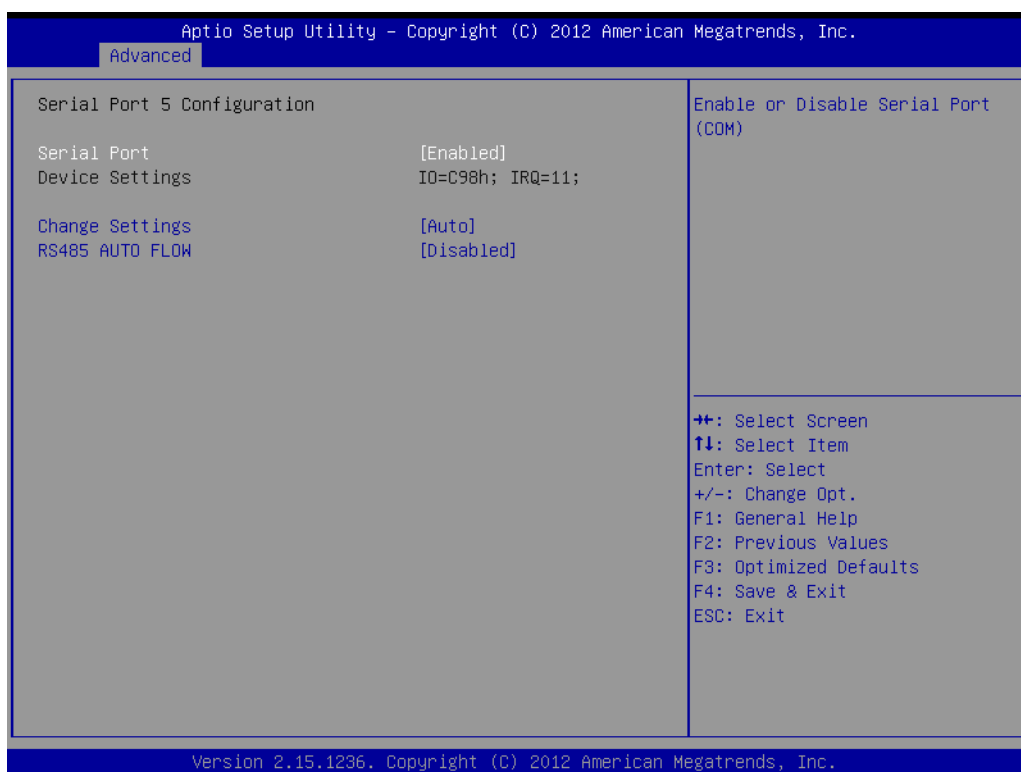 Aptio Setup Utility – Copyright (C) 2012 American Megatrends, Inc.
Advanced
Serial Port 5 Configuration
Serial Port [Enabled]
Device Settings IO=C98h; IRQ=11;
Change Settings [Auto]
RS485 AUTO FLOW [Disabled]
Enable or Disable Serial Port
(COM)
→←: Select Screen
↑↓: Select Item
Enter: Select
+/-: Change Opt.
F1: General Help
F2: Previous Values
F3: Optimized Defaults
F4: Save & Exit
ESC: Exit
Version 2.15.1236. Copyright (C) 2012 American Megatrends, Inc.